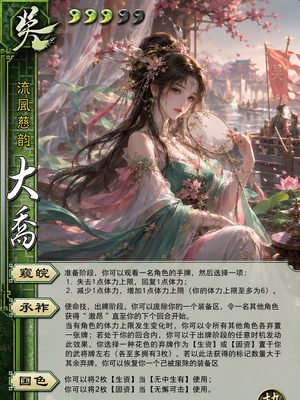 吴
流風慈韵
大喬
窥皖
准备阶段，你可以观看一名角色的手牌，然后选择一项：
1. 失去1点体力上限，回复1点体力；
2. 减少1点体力，增加1点体力上限（你的体力上限至多为6）。
承祚
使命技，出牌阶段，你可以废除你的一个装备区，令一名其他角色
获得“激昂”直至你的下个回合开始。
当有角色的体力上限发生变化时，你可以令所有其他角色各弃置
一张牌；若处于你的回合内，你可以于出牌阶段的任意时机发动
此效果，你选择一种花色的弃牌作为【生资】或【固资】置于你
的武将牌左右（各至多拥有3枚）。若以此法获得的标记数量大于
其余弃牌，你可以恢复你一个已被废除的装备区
国色
你可以将2枚【生资】当【无中生有】使用；
你可以将2枚【固资】当【无懈可击】使用。